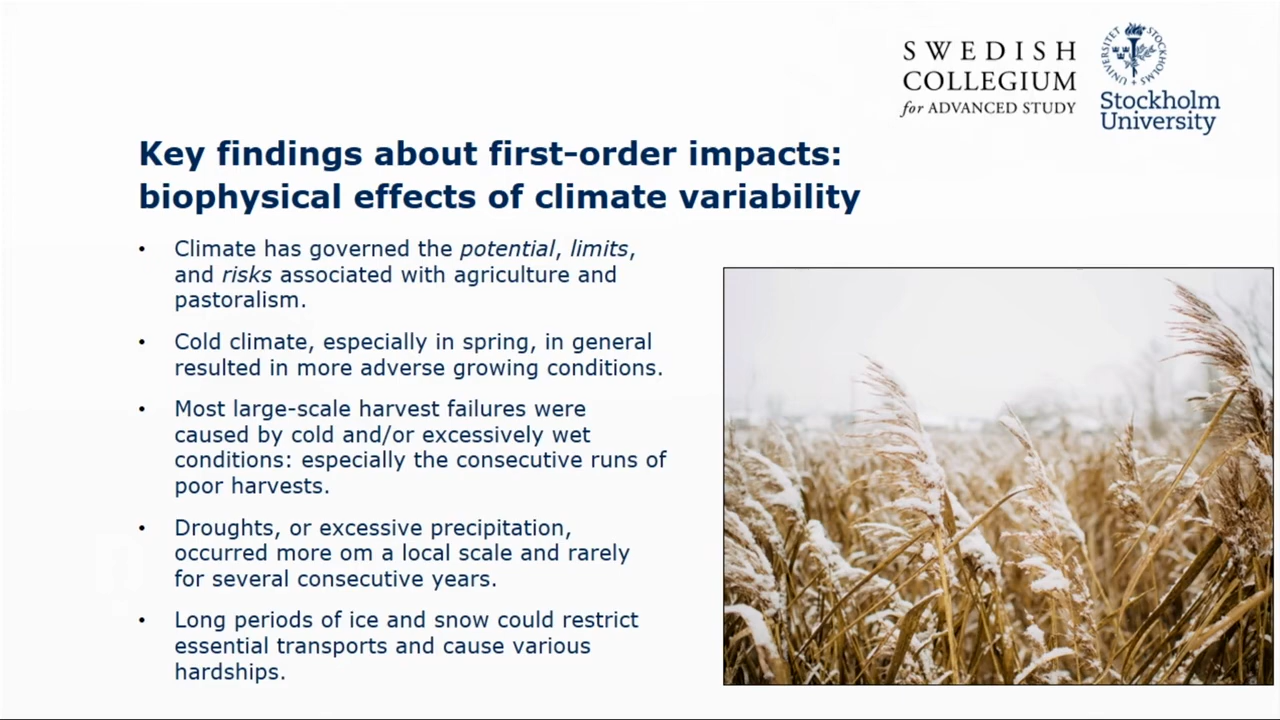 SWEDISH
COLLEGIUM
for ADVANCED STUDY
STOCKHOLMS UNIVERSITET
Stockholm
University
Key findings about first-order impacts:
biophysical effects of climate variability
• Climate has governed the potential, limits,
and risks associated with agriculture and
pastoralism.
• Cold climate, especially in spring, in general
resulted in more adverse growing conditions.
• Most large-scale harvest failures were
caused by cold and/or excessively wet
conditions: especially the consecutive runs of
poor harvests.
• Droughts, or excessive precipitation,
occurred more om a local scale and rarely
for several consecutive years.
• Long periods of ice and snow could restrict
essential transports and cause various
hardships.